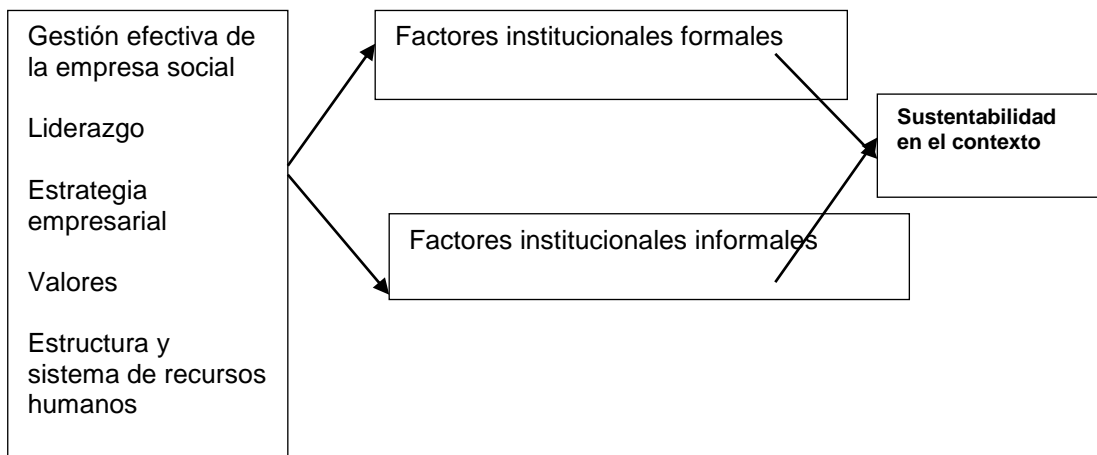 Gestión efectiva de
la empresa social
Liderazgo
Estrategia
empresarial
Valores
Estructura y
sistema de recursos
humanos
Factores institucionales formales
Factores institucionales informales
Sustentabilidad
en el contexto